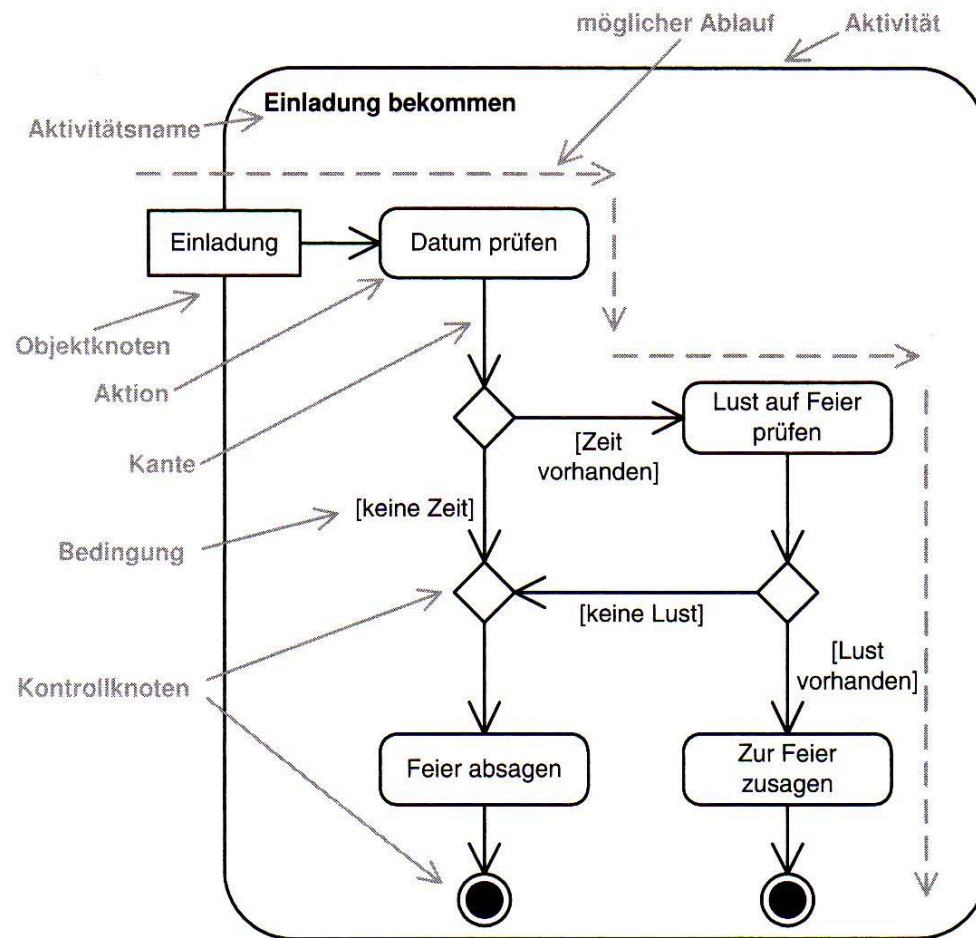 möglicher Ablauf
Aktivität
Einladung bekommen
Aktivitätsname
Einladung
Datum prüfen
Objektknoten
Aktion
Lust auf Feier
prüfen
[Zeit
vorhanden]
Kante
[keine Zeit]
Bedingung
[keine Lust]
[Lust
vorhanden]
Kontrollknoten
Feier absagen
Zur Feier
zusagen